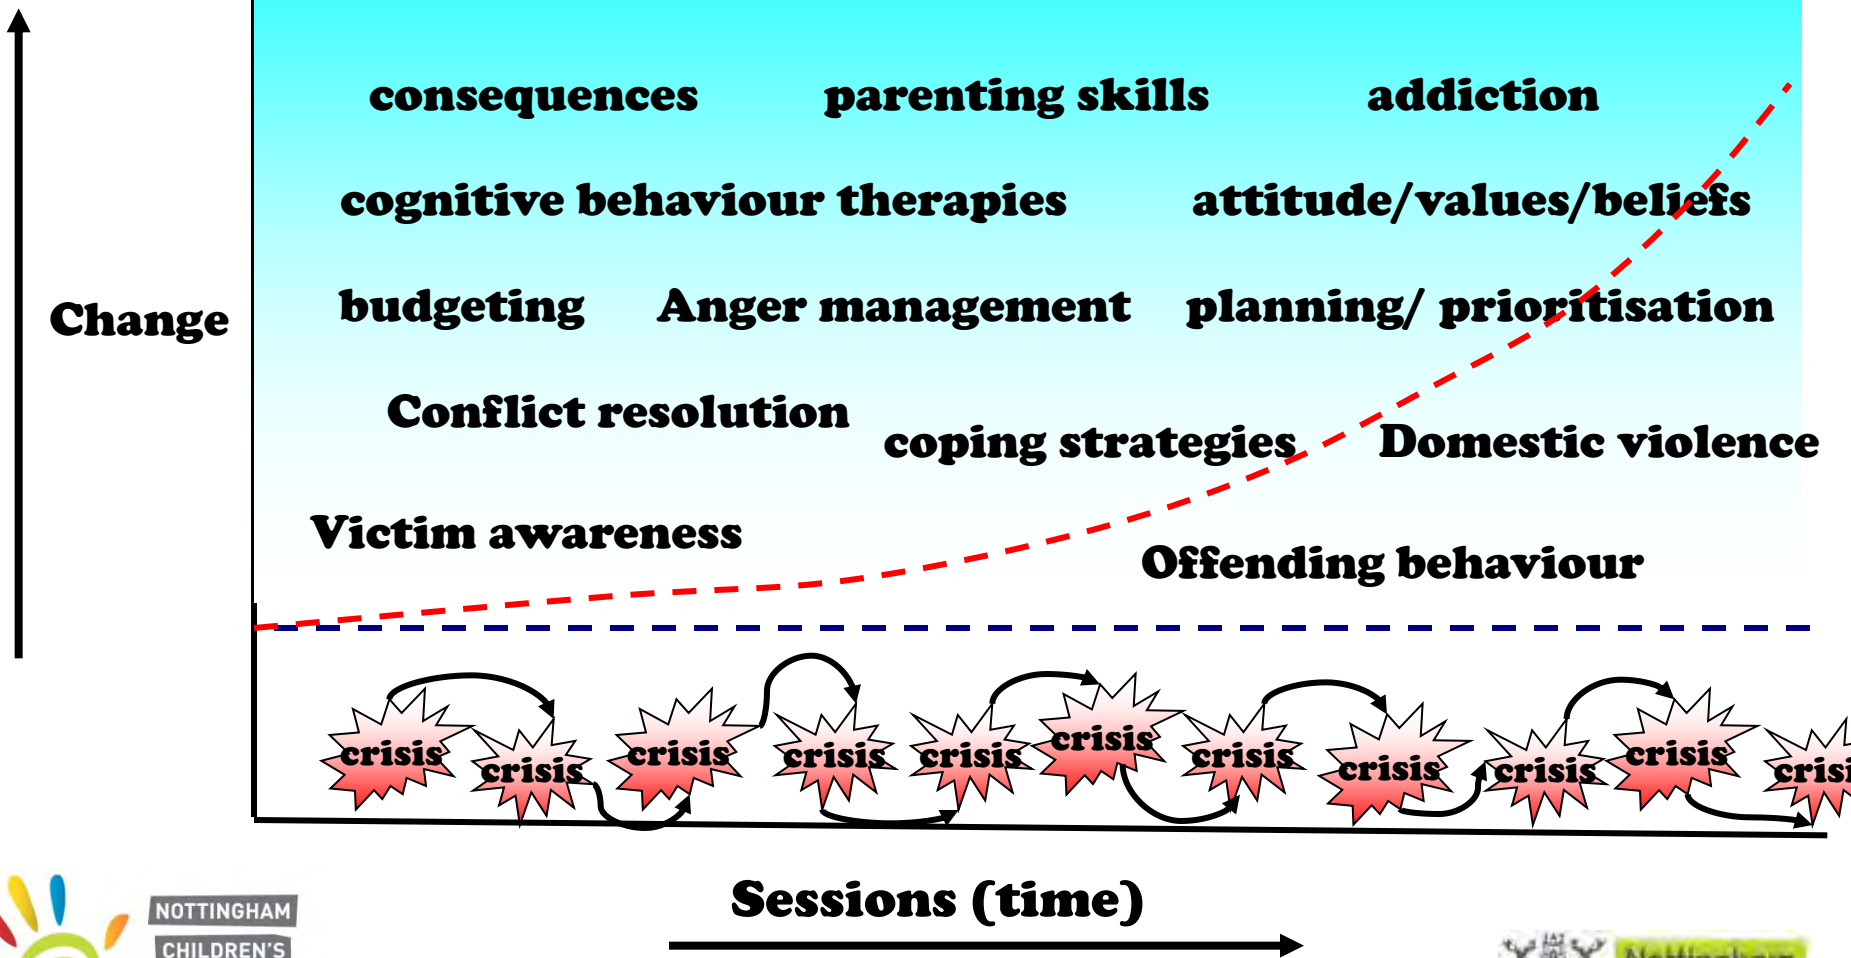 consequences parenting skills addiction
cognitive behaviour therapies attitude/values/beliefs
Change
budgeting Anger management planning/ prioritisation
Conflict resolution
coping strategies Domestic violence
Victim awareness
Offending behaviour
crisis crisis crisis crisis crisis crisis crisis crisis crisis crisis crisi
Sessions (time)
NOTTINGHAM
CHILDREN'S
Nottingham